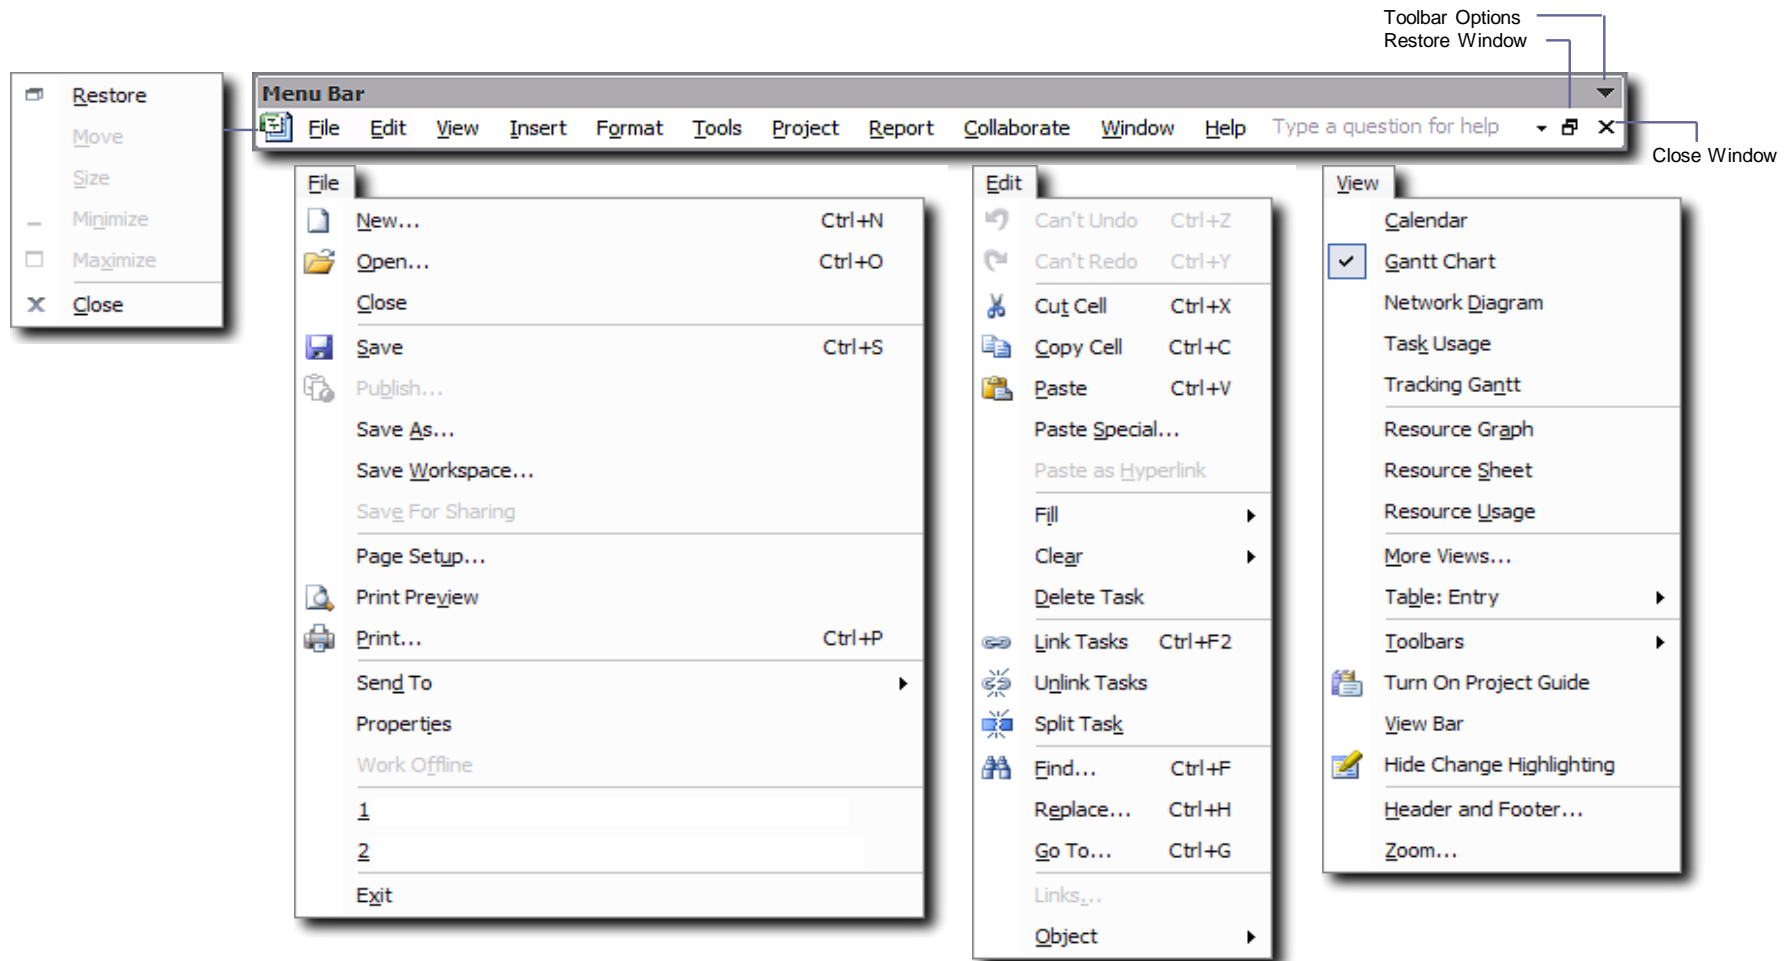 Toolbar Options
Restore Window
Restore
Move
Size
Minimize
Maximize
Close
Menu Bar
File Edit View Insert Format Tools Project Report Collaborate Window Help Type a question for help
Close Window
File
New... Ctrl+N
Open... Ctrl+O
Close
Save Ctrl+S
Publish...
Save As...
Save Workspace...
Save For Sharing
Page Setup...
Print Preview
Print... Ctrl+P
Send To
Properties
Work Offline
1
2
Exit
Edit
Can't Undo Ctrl+Z
Can't Redo Ctrl+Y
Cut Cell Ctrl+X
Copy Cell Ctrl+C
Paste Ctrl+V
Paste Special...
Paste as Hyperlink
Fill
Clear
Delete Task
Link Tasks Ctrl+F2
Unlink Tasks
Split Task
Find... Ctrl+F
Replace... Ctrl+H
Go To... Ctrl+G
Links...
Object
View
Calendar
Gantt Chart
Network Diagram
Task Usage
Tracking Gantt
Resource Graph
Resource Sheet
Resource Usage
More Views...
Table: Entry
Toolbars
Turn On Project Guide
View Bar
Hide Change Highlighting
Header and Footer...
Zoom...